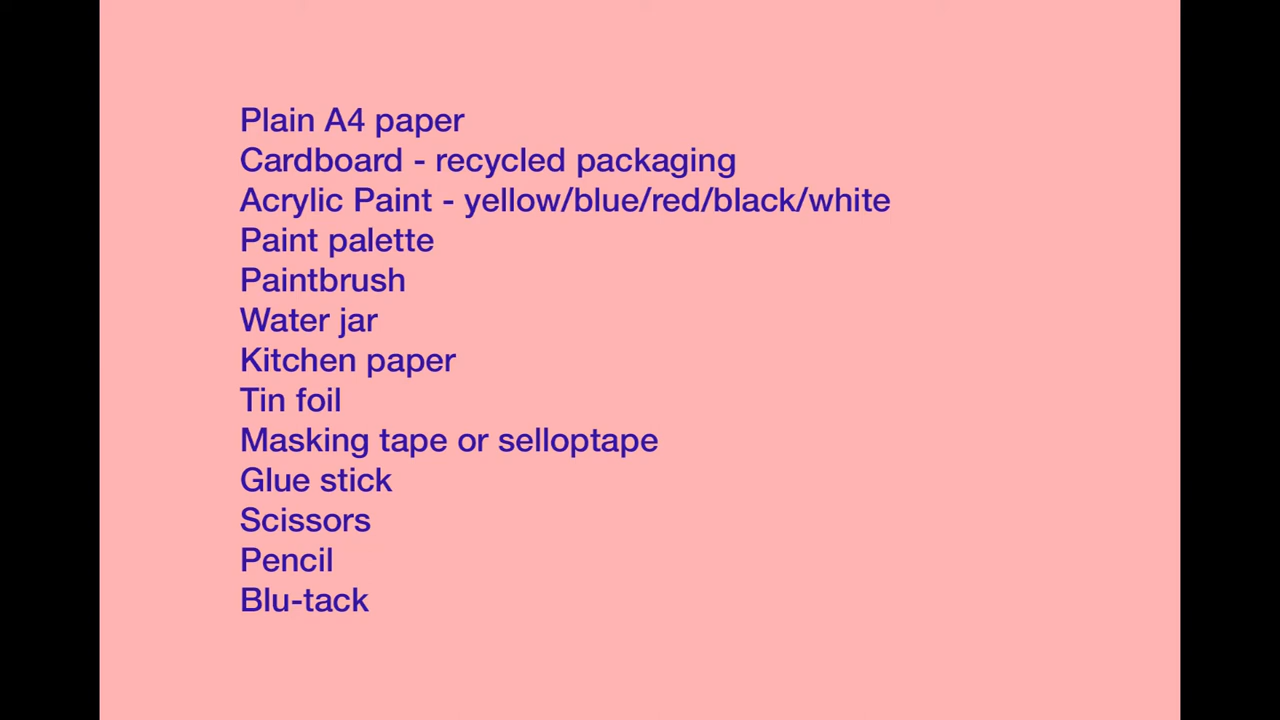 Plain A4 paper
Cardboard - recycled packaging
Acrylic Paint - yellow/blue/red/black/white
Paint palette
Paintbrush
Water jar
Kitchen paper
Tin foil
Masking tape or selloptape
Glue stick
Scissors
Pencil
Blu-tack